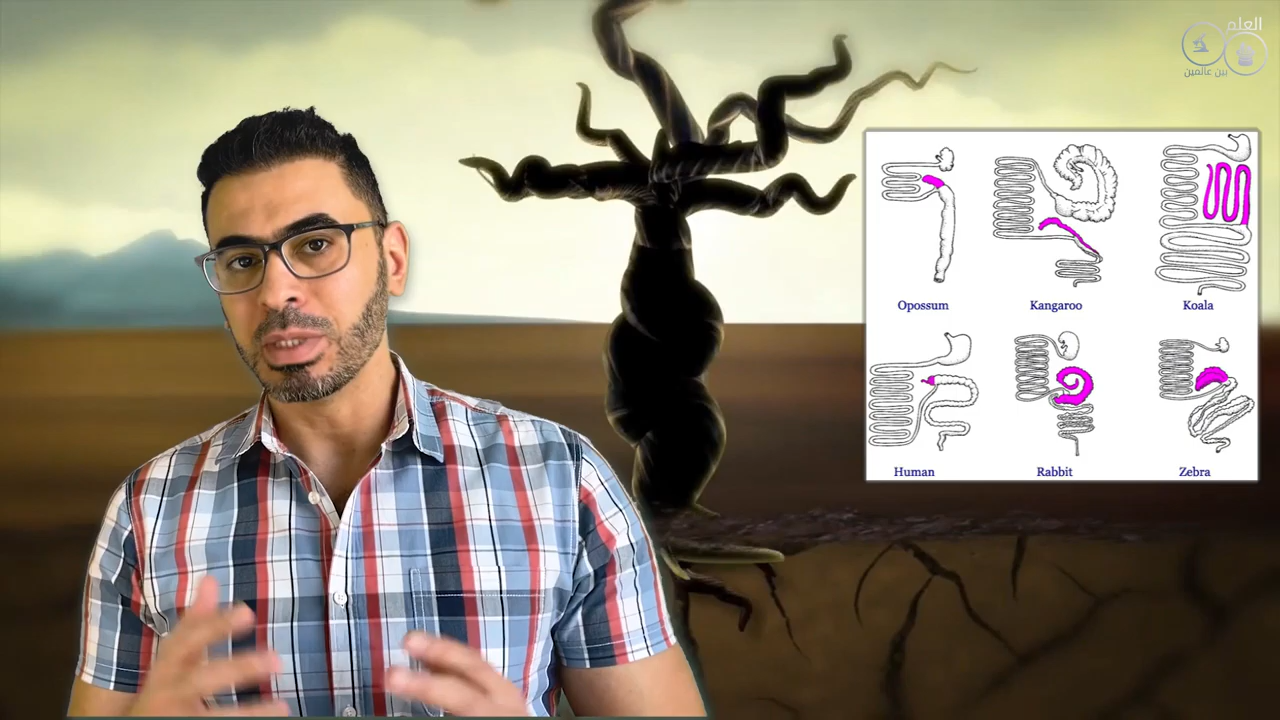 العلم
بين عالمين
Opossum
Kangaroo
Koala
Human
Rabbit
Zebra